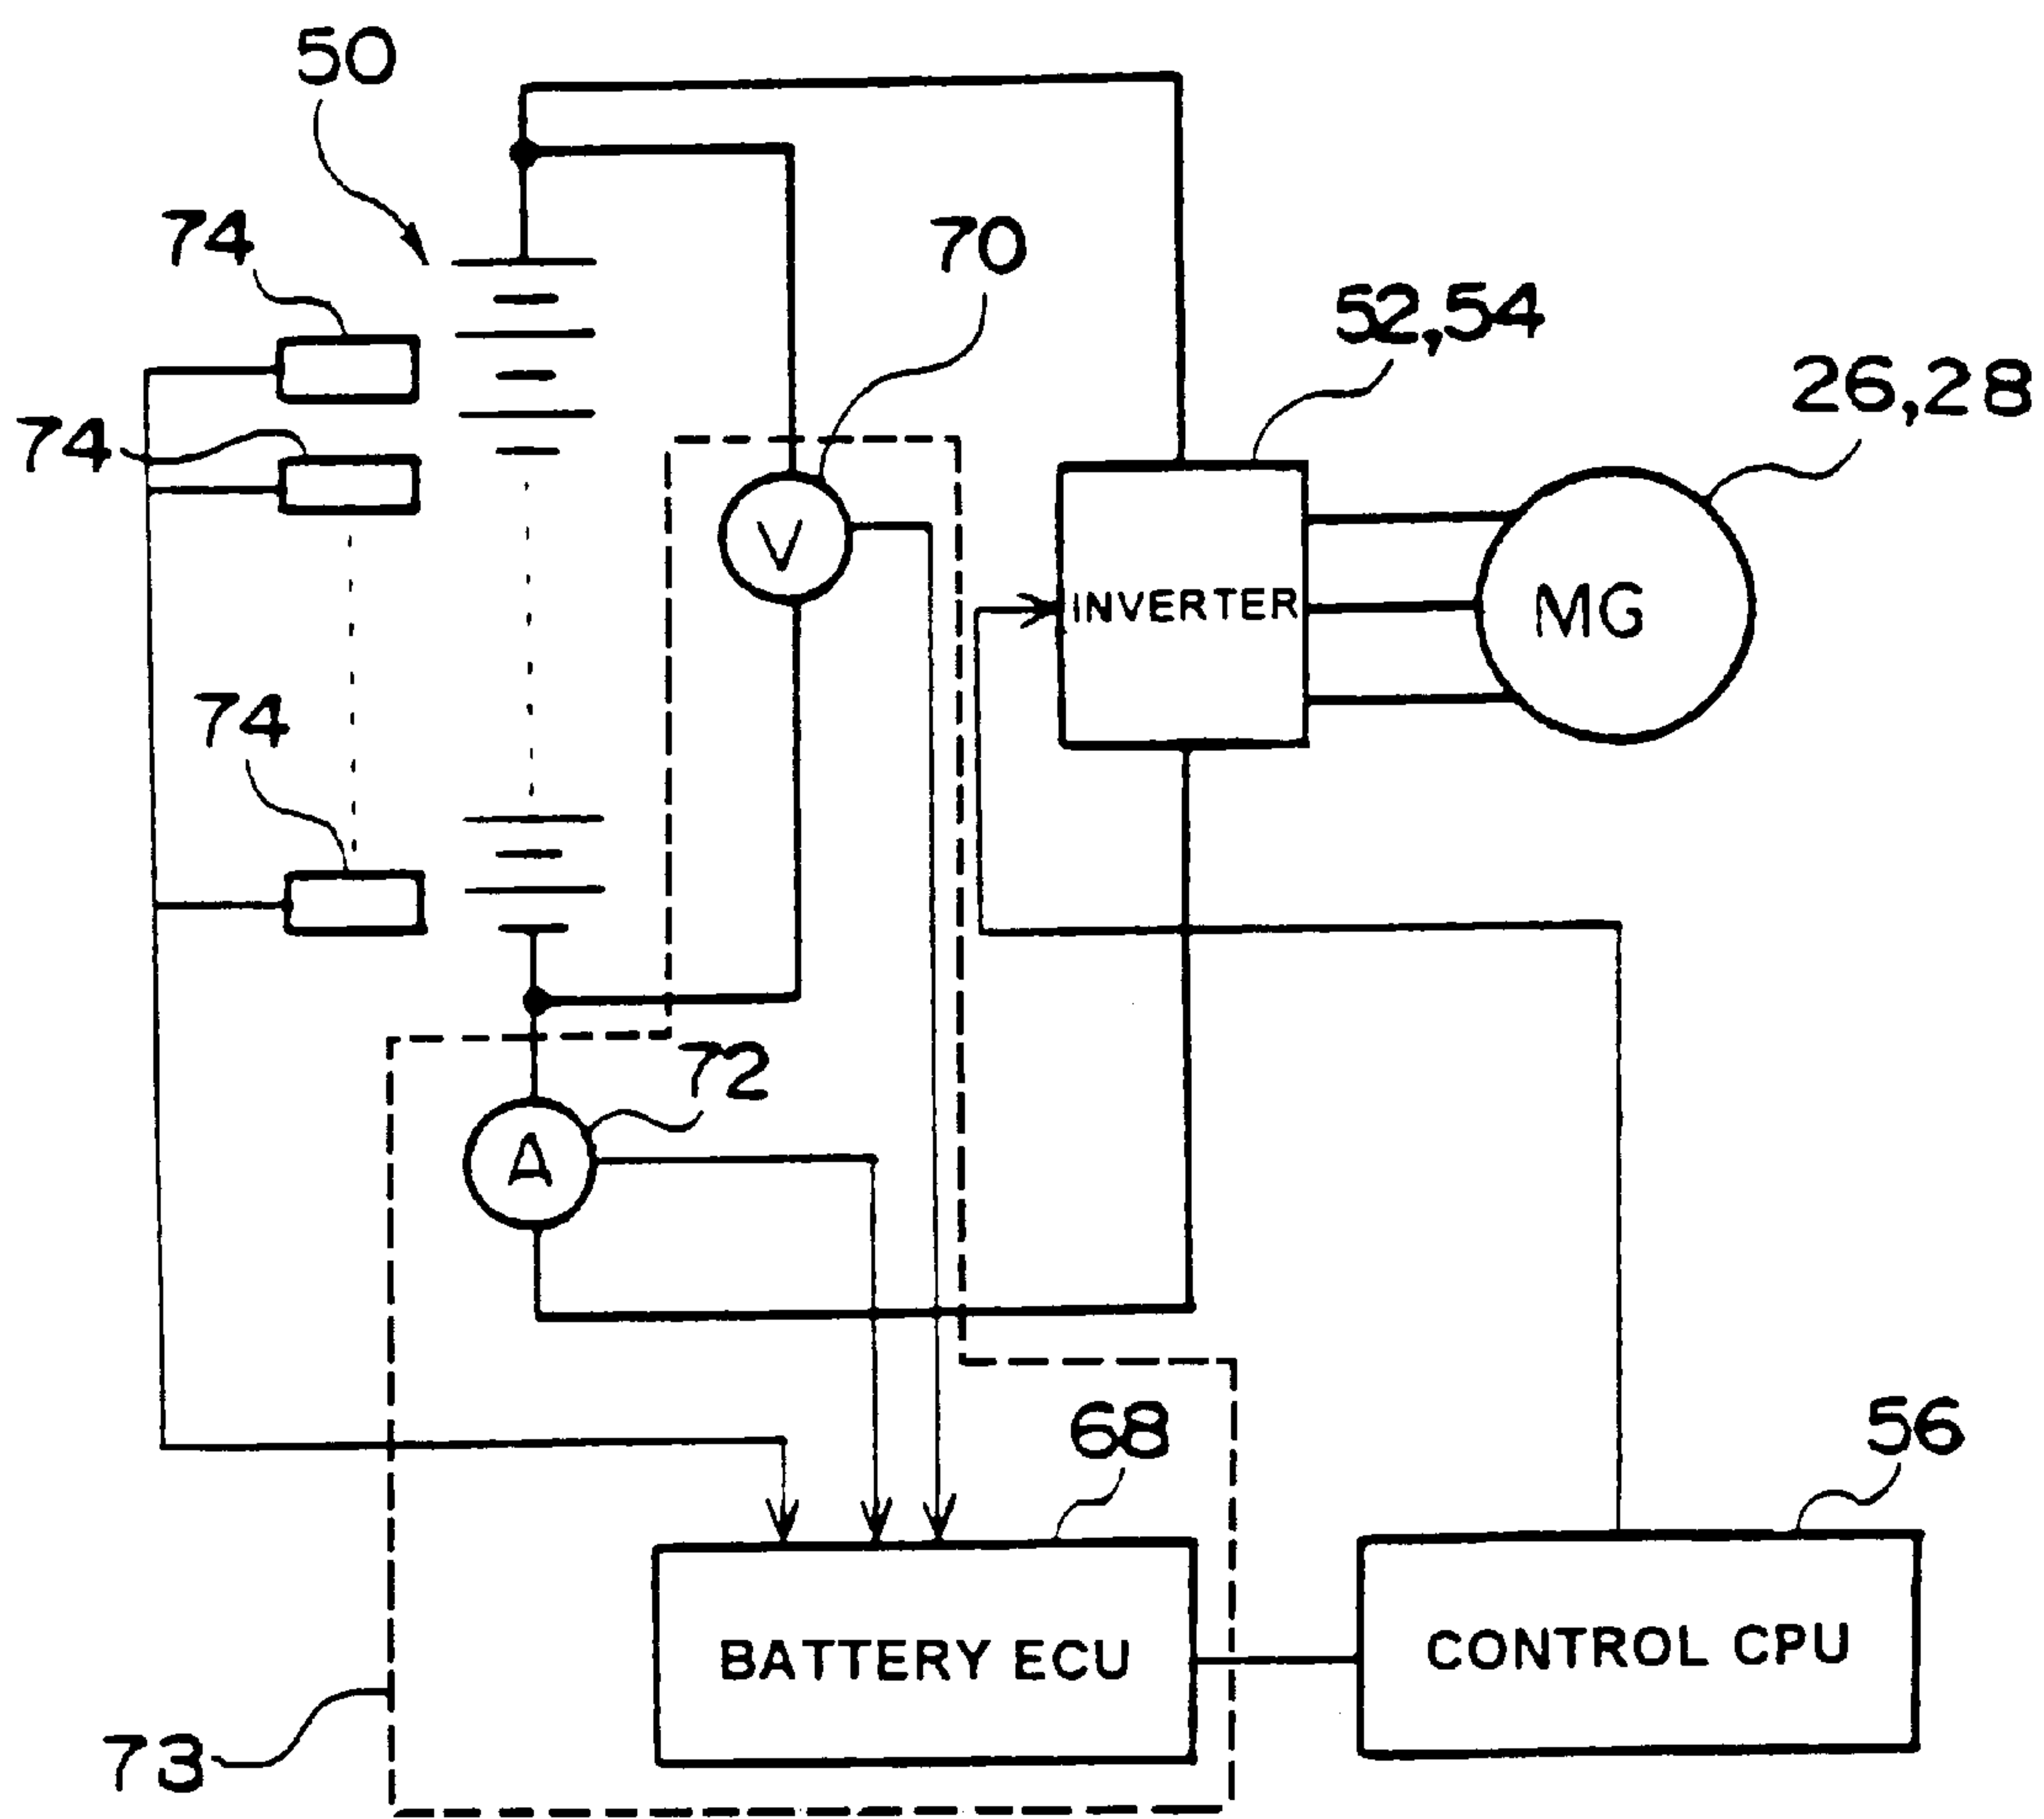 50
74
70
52,54
26,28
74
V
INVERTER
MG
74
72
A
68
56
BATTERY ECU
CONTROL CPU
73